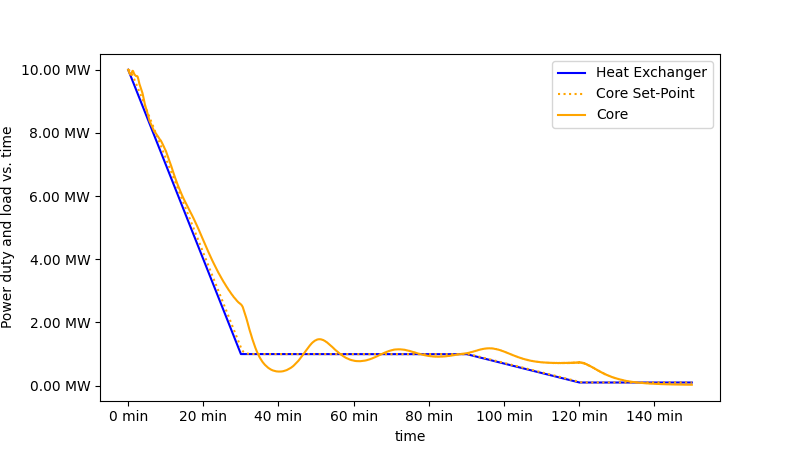 Heat Exchanger
Core Set-Point
Core
Power duty and load vs. time
10.00 MW
8.00 MW
6.00 MW
4.00 MW
2.00 MW
0.00 MW
0 min 20 min 40 min 60 min 80 min 100 min 120 min 140 min
time